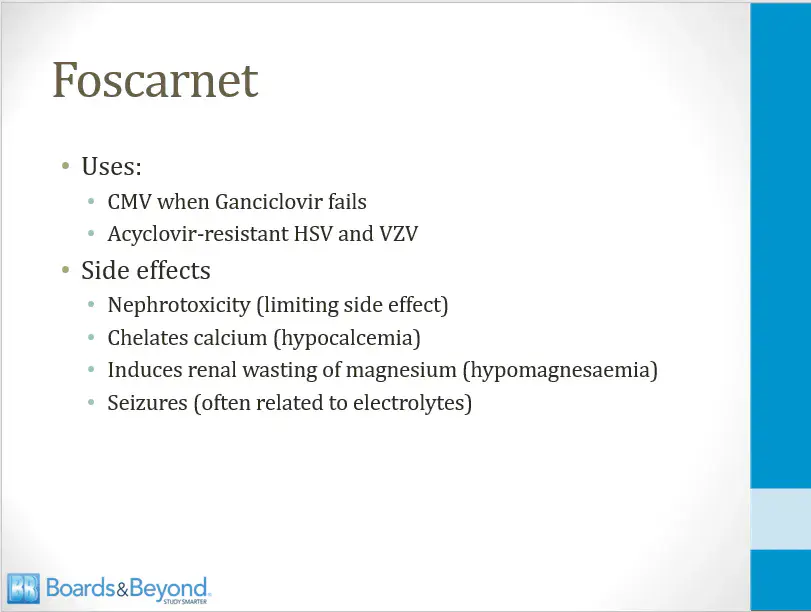 Foscarnet
• Uses:
• CMV when Ganciclovir fails
• Acyclovir-resistant HSV and VZV
• Side effects
• Nephrotoxicity (limiting side effect)
• Chelates calcium (hypocalcemia)
• Induces renal wasting of magnesium (hypomagnesaemia)
• Seizures (often related to electrolytes)
BB Boards&Beyond.
STUDY SMARTER